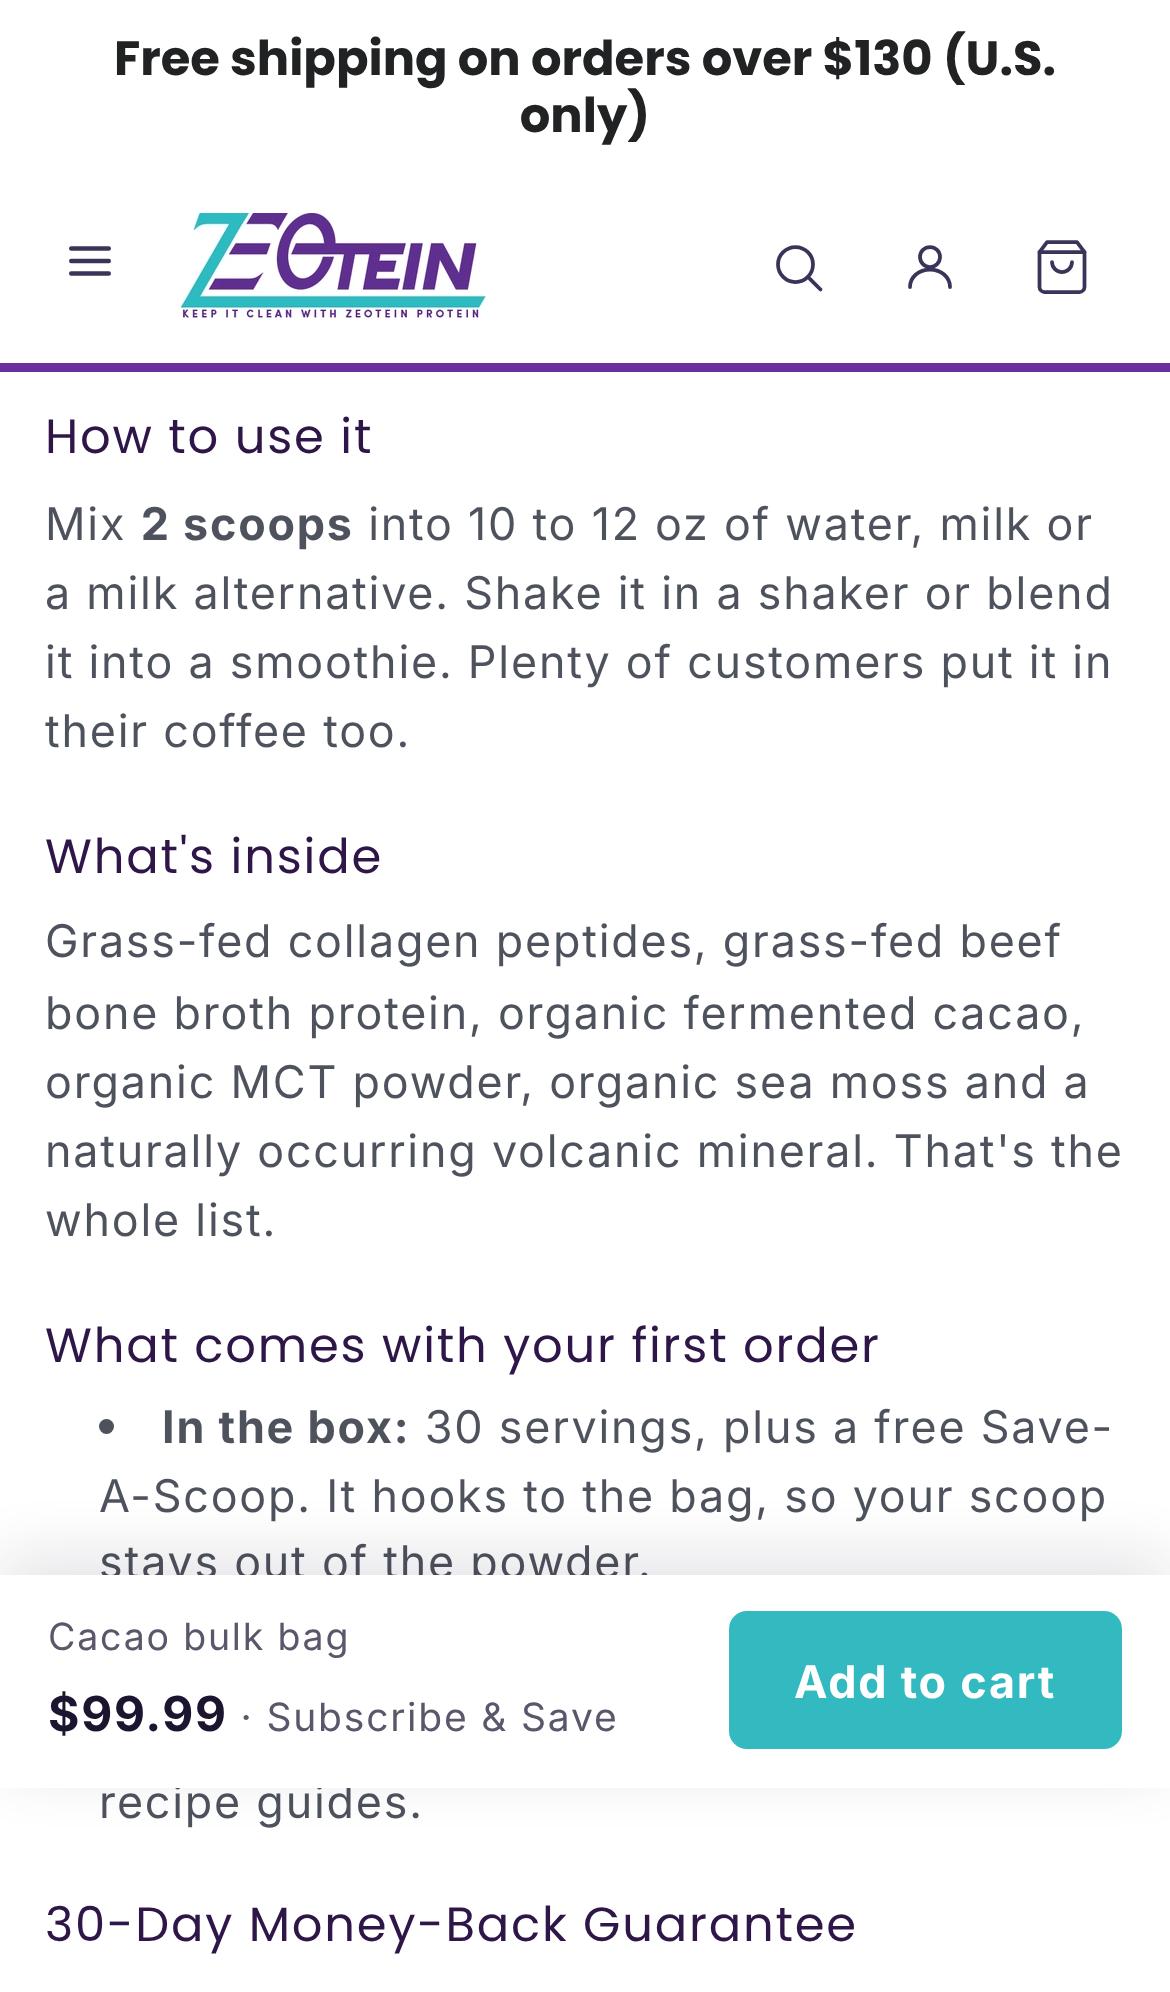 Free shipping on orders over $130 (U.S.
only)
ZEOTEIN
KEEP IT CLEAN WITH ZEOTEIN PROTEIN
How to use it
Mix 2 scoops into 10 to 12 oz of water, milk or
a milk alternative. Shake it in a shaker or blend
it into a smoothie. Plenty of customers put it in
their coffee too.
What's inside
Grass-fed collagen peptides, grass-fed beef
bone broth protein, organic fermented cacao,
organic MCT powder, organic sea moss and a
naturally occurring volcanic mineral. That's the
whole list.
What comes with your first order
• In the box: 30 servings, plus a free Save-
A-Scoop. It hooks to the bag, so your scoop
stays out of the powder.
Cacao bulk bag
$99.99 · Subscribe & Save
Add to cart
recipe guides.
30-Day Money-Back Guarantee